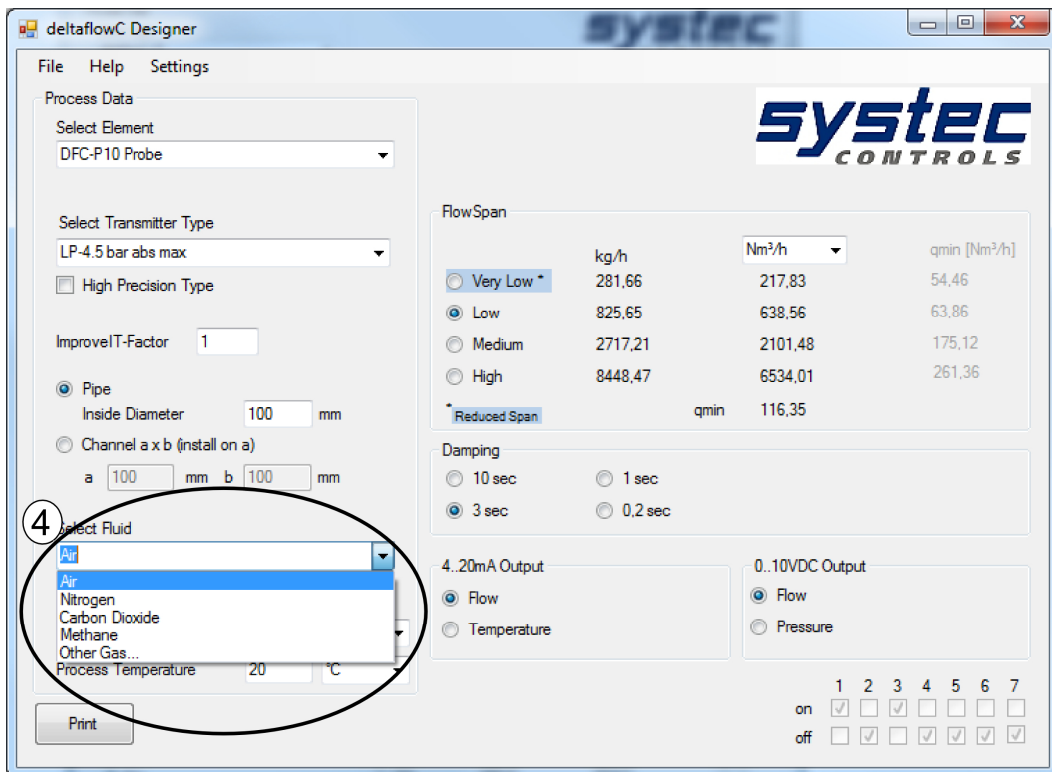 deltaflowC Designer
systec
File Help Settings
Process Data
Select Element
DFC-P10 Probe
systec
CONTROLS
Select Transmitter Type
LP-4.5 bar abs max
High Precision Type
ImproveIT-Factor 1
Pipe
Inside Diameter 100 mm
Channel a x b (install on a)
a 100 mm b 100 mm
4
Select Fluid
Air
Air
Nitrogen
Carbon Dioxide
Methane
Other Gas...
Process Temperature 20 °C
Print
FlowSpan
kg/h Nm³/h qmin [Nm³/h]
Very Low * 281,66 217,83 54,46
Low 825,65 638,56 63,86
Medium 2717,21 2101,48 175,12
High 8448,47 6534,01 261,36
* Reduced Span qmin 116,35
Damping
10 sec 1 sec
3 sec 0,2 sec
4..20mA Output
Flow
Temperature
0..10VDC Output
Flow
Pressure
1 2 3 4 5 6 7
on
off